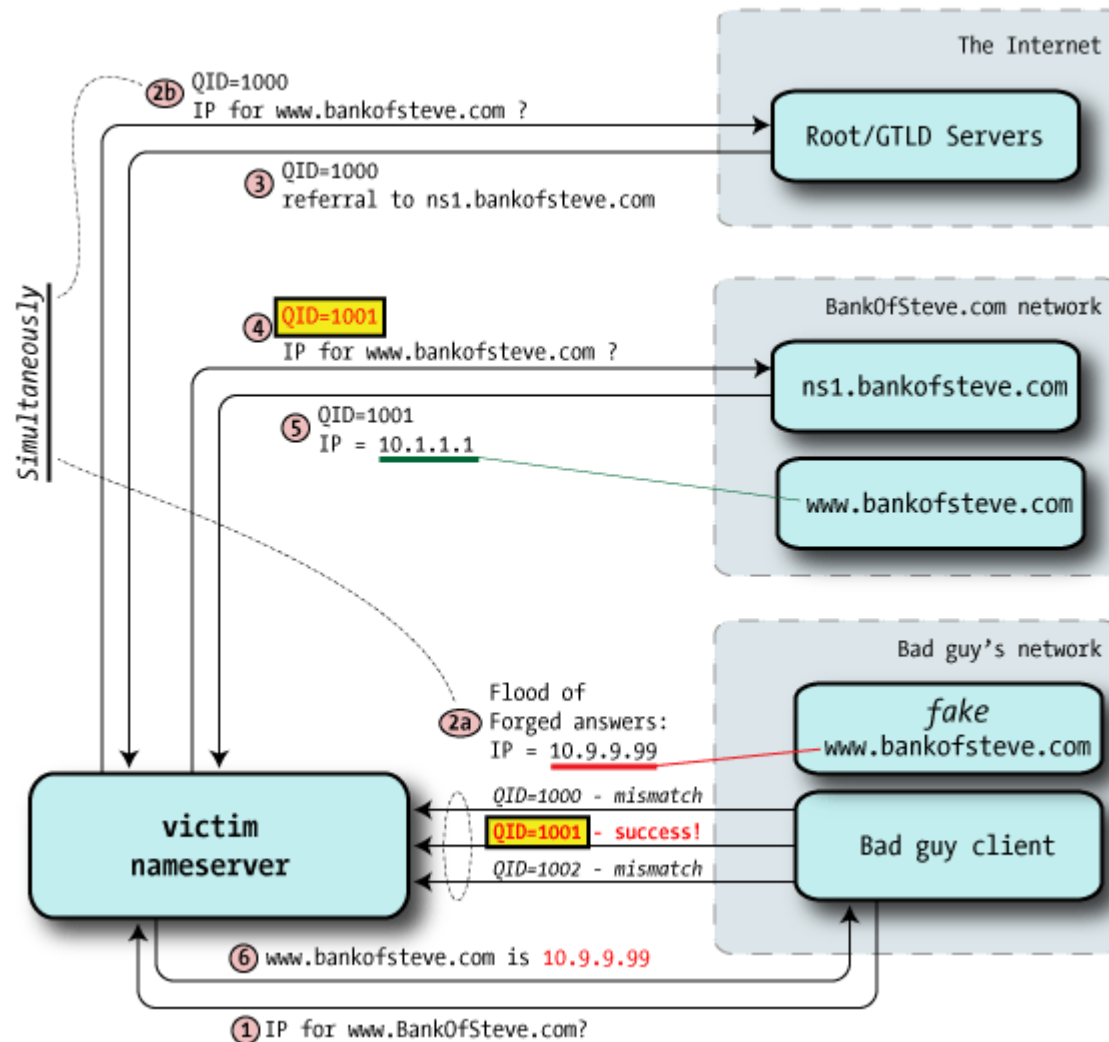 The Internet
2b QID=1000
IP for www.bankofsteve.com ?
Root/GTLD Servers
3 QID=1000
referral to ns1.bankofsteve.com
Simultaneously
BankOfSteve.com network
4 QID=1001
IP for www.bankofsteve.com ?
ns1.bankofsteve.com
5 QID=1001
IP = 10.1.1.1
www.bankofsteve.com
Bad guy's network
2a Flood of
Forged answers:
IP = 10.9.9.99
fake
www.bankofsteve.com
victim
nameserver
QID=1000 - mismatch
QID=1001 - success!
QID=1002 - mismatch
Bad guy client
6 www.bankofsteve.com is 10.9.9.99
1 IP for www.BankOfSteve.com?